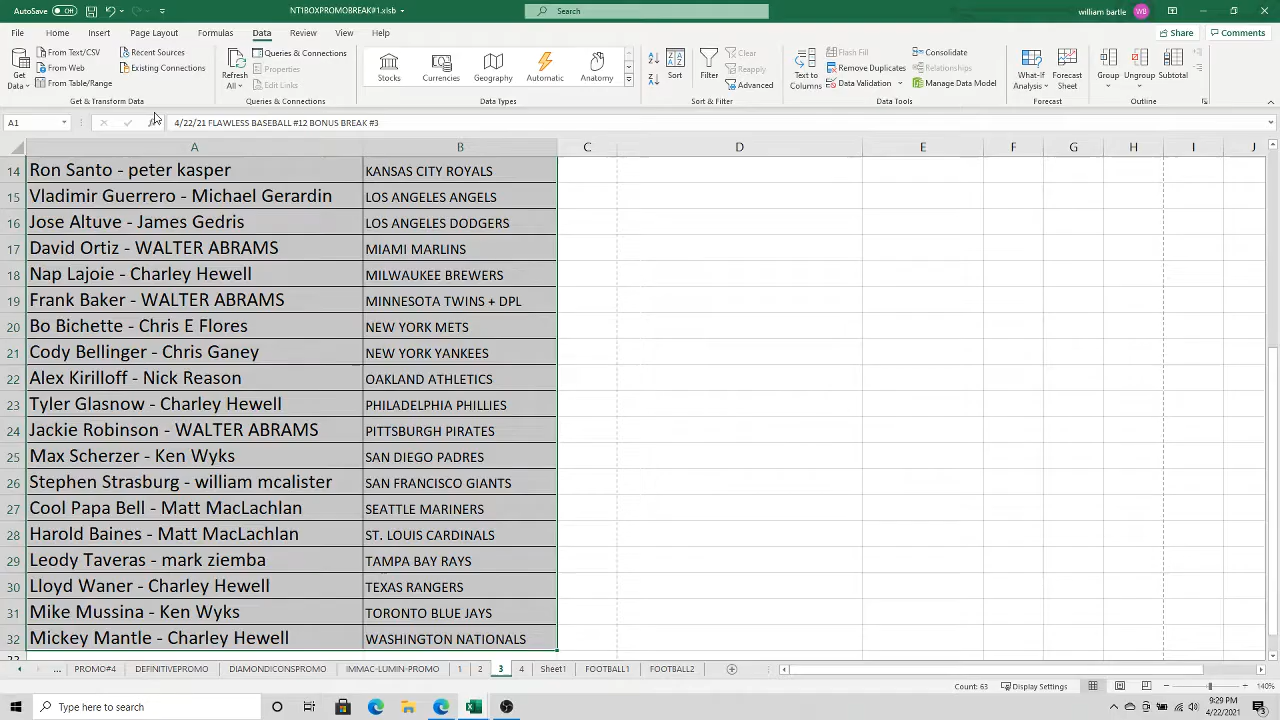 AutoSave Off NT1BOXPROMOBREAK#1.xlsb Search william bartle WB
File Home Insert Page Layout Formulas Data Review View Help Share Comments
Get Data From Text/CSV From Web From Table/Range Recent Sources Existing Connections
Get & Transform Data
Refresh All Queries & Connections Properties Edit Links
Queries & Connections
Stocks Currencies Geography Automatic Anatomy
Data Types
Sort Filter Clear Reapply Advanced
Sort & Filter
Text to Columns Flash Fill Remove Duplicates Data Validation Consolidate Relationships Manage Data Model
Data Tools
What-If Analysis Forecast Sheet
Forecast
Group Ungroup Subtotal
Outline
A1 fx 4/22/21 FLAWLESS BASEBALL #12 BONUS BREAK #3
A B C D E F G H I J
14 Ron Santo - peter kasper KANSAS CITY ROYALS
15 Vladimir Guerrero - Michael Gerardin LOS ANGELES ANGELS
16 Jose Altuve - James Gedris LOS ANGELES DODGERS
17 David Ortiz - WALTER ABRAMS MIAMI MARLINS
18 Nap Lajoie - Charley Hewell MILWAUKEE BREWERS
19 Frank Baker - WALTER ABRAMS MINNESOTA TWINS + DPL
20 Bo Bichette - Chris E Flores NEW YORK METS
21 Cody Bellinger - Chris Ganey NEW YORK YANKEES
22 Alex Kirilloff - Nick Reason OAKLAND ATHLETICS
23 Tyler Glasnow - Charley Hewell PHILADELPHIA PHILLIES
24 Jackie Robinson - WALTER ABRAMS PITTSBURGH PIRATES
25 Max Scherzer - Ken Wyks SAN DIEGO PADRES
26 Stephen Strasburg - william mcalister SAN FRANCISCO GIANTS
27 Cool Papa Bell - Matt MacLachlan SEATTLE MARINERS
28 Harold Baines - Matt MacLachlan ST. LOUIS CARDINALS
29 Leody Taveras - mark ziemba TAMPA BAY RAYS
30 Lloyd Waner - Charley Hewell TEXAS RANGERS
31 Mike Mussina - Ken Wyks TORONTO BLUE JAYS
32 Mickey Mantle - Charley Hewell WASHINGTON NATIONALS
... PROMO#4 DEFINITIVEPROMO DIAMONDICONSPROMO IMMAC-LUMIN-PROMO 1 2 3 4 Sheet1 FOOTBALL1 FOOTBALL2
Count: 63 Display Settings 140%
Type here to search 9:29 PM
4/22/2021